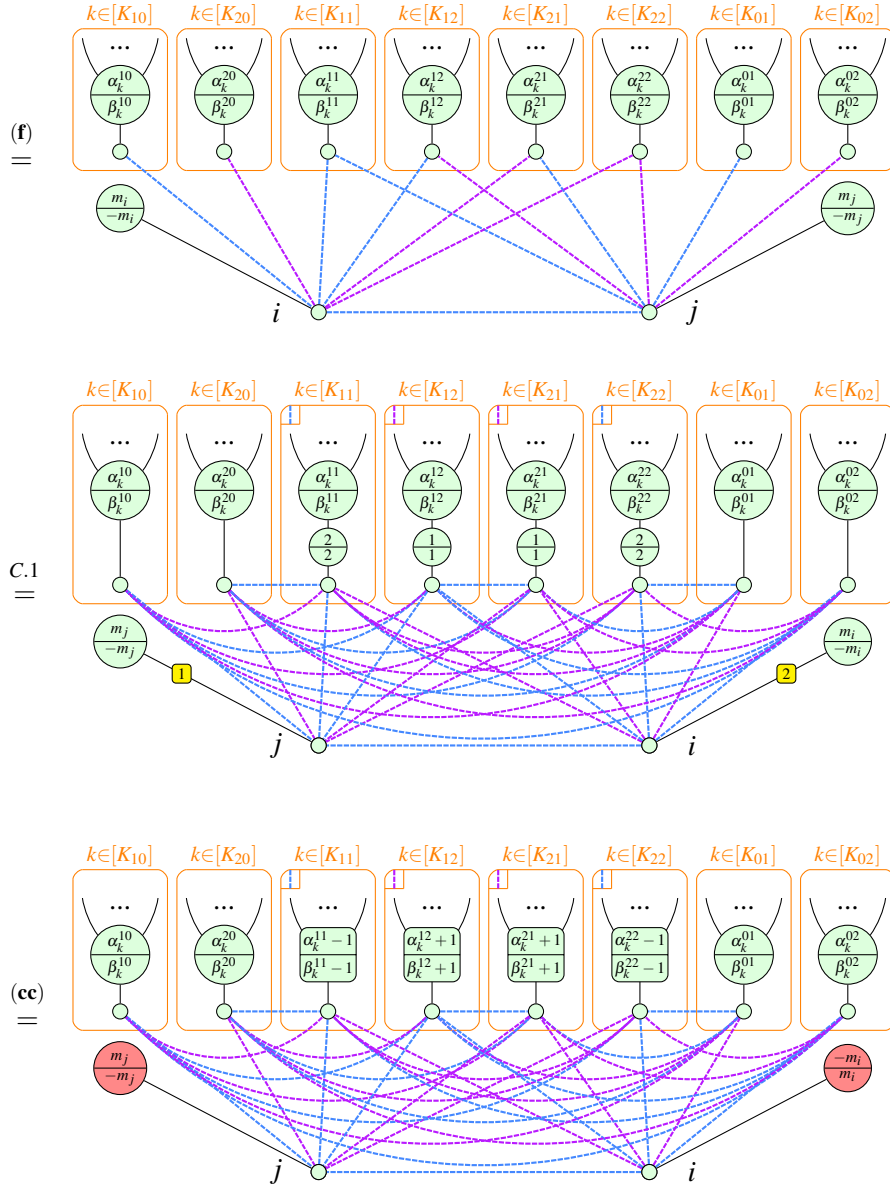 k∈[K₁₀] k∈[K₂₀] k∈[K₁₁] k∈[K₁₂] k∈[K₂₁] k∈[K₂₂] k∈[K₀₁] k∈[K₀₂]
... ... ... ... ... ... ... ...
α_k^{10} α_k^{20} α_k^{11} α_k^{12} α_k^{21} α_k^{22} α_k^{01} α_k^{02}
β_k^{10} β_k^{20} β_k^{11} β_k^{12} β_k^{21} β_k^{22} β_k^{01} β_k^{02}
(f)
=
m_i m_j
−m_i −m_j
i j
k∈[K₁₀] k∈[K₂₀] k∈[K₁₁] k∈[K₁₂] k∈[K₂₁] k∈[K₂₂] k∈[K₀₁] k∈[K₀₂]
... ... ... ... ... ... ... ...
α_k^{10} α_k^{20} α_k^{11} α_k^{12} α_k^{21} α_k^{22} α_k^{01} α_k^{02}
β_k^{10} β_k^{20} β_k^{11} β_k^{12} β_k^{21} β_k^{22} β_k^{01} β_k^{02}
2 1 1 2
2 1 1 2
C.1
=
m_j m_i
−m_j −m_i
1 2
j i
k∈[K₁₀] k∈[K₂₀] k∈[K₁₁] k∈[K₁₂] k∈[K₂₁] k∈[K₂₂] k∈[K₀₁] k∈[K₀₂]
... ... ... ... ... ... ... ...
α_k^{10} α_k^{20} α_k^{11}−1 α_k^{12}+1 α_k^{21}+1 α_k^{22}−1 α_k^{01} α_k^{02}
β_k^{10} β_k^{20} β_k^{11}−1 β_k^{12}+1 β_k^{21}+1 β_k^{22}−1 β_k^{01} β_k^{02}
(cc)
=
m_j −m_i
−m_j m_i
j i